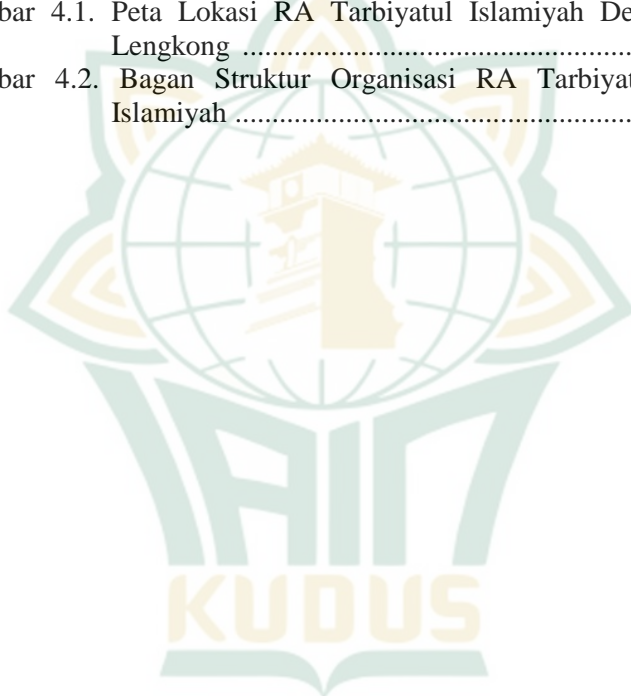 bar 4.1. Peta Lokasi RA Tarbiyatul Islamiyah De
Lengkong ..........................................................
bar 4.2. Bagan Struktur Organisasi RA Tarbiyat
Islamiyah ...........................................................
IAIN
KUDUS